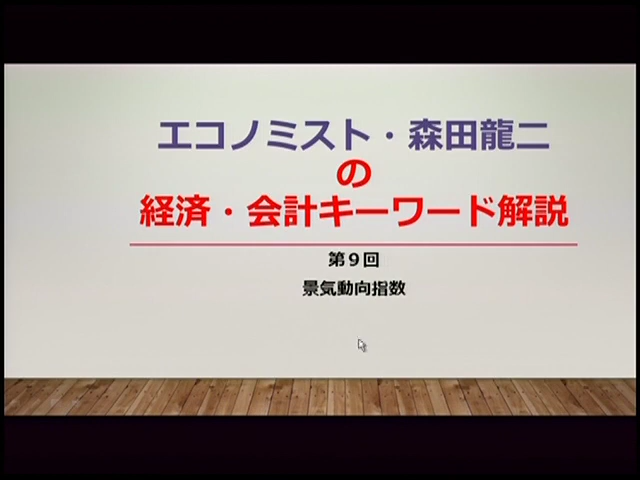 エコノミスト・森田龍二
の
経済・会計キーワード解説
第９回
景気動向指数